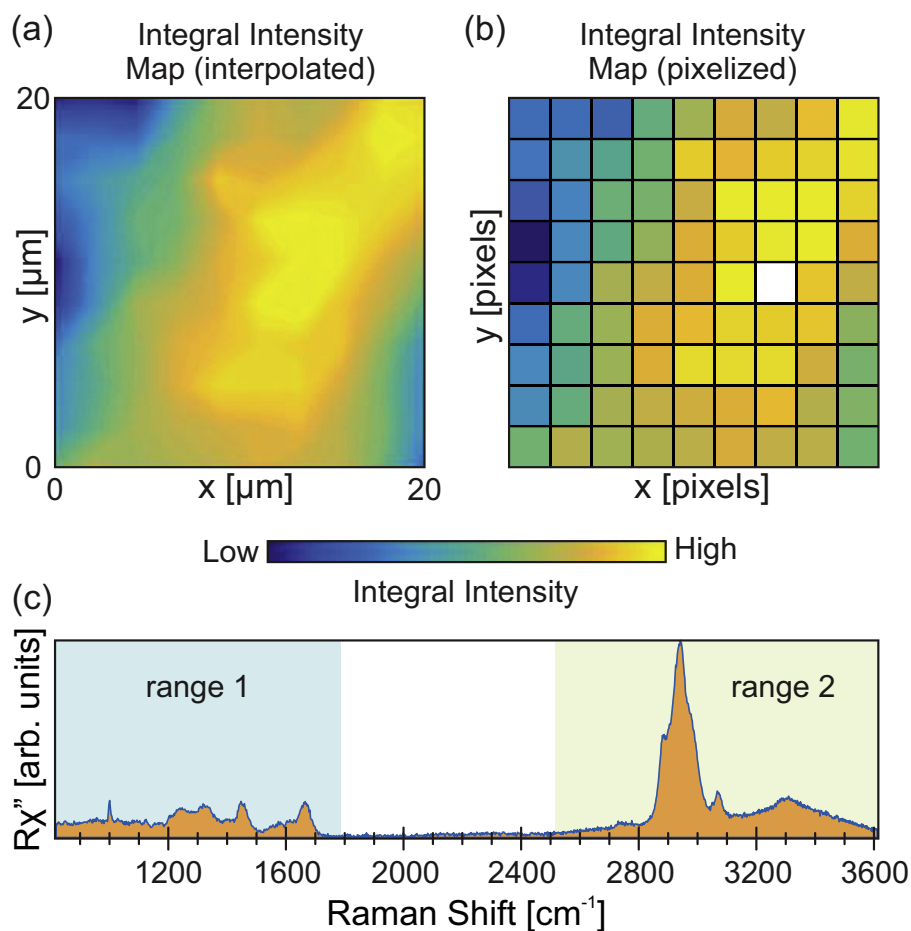 (a)
Integral Intensity
Map (interpolated)
(b)
Integral Intensity
Map (pixelized)
20
y [µm]
0
0
x [µm]
20
y [pixels]
x [pixels]
Low
High
Integral Intensity
(c)
Rχ” [arb. units]
range 1
range 2
1200 1600 2000 2400 2800 3200 3600
Raman Shift [cm⁻¹]